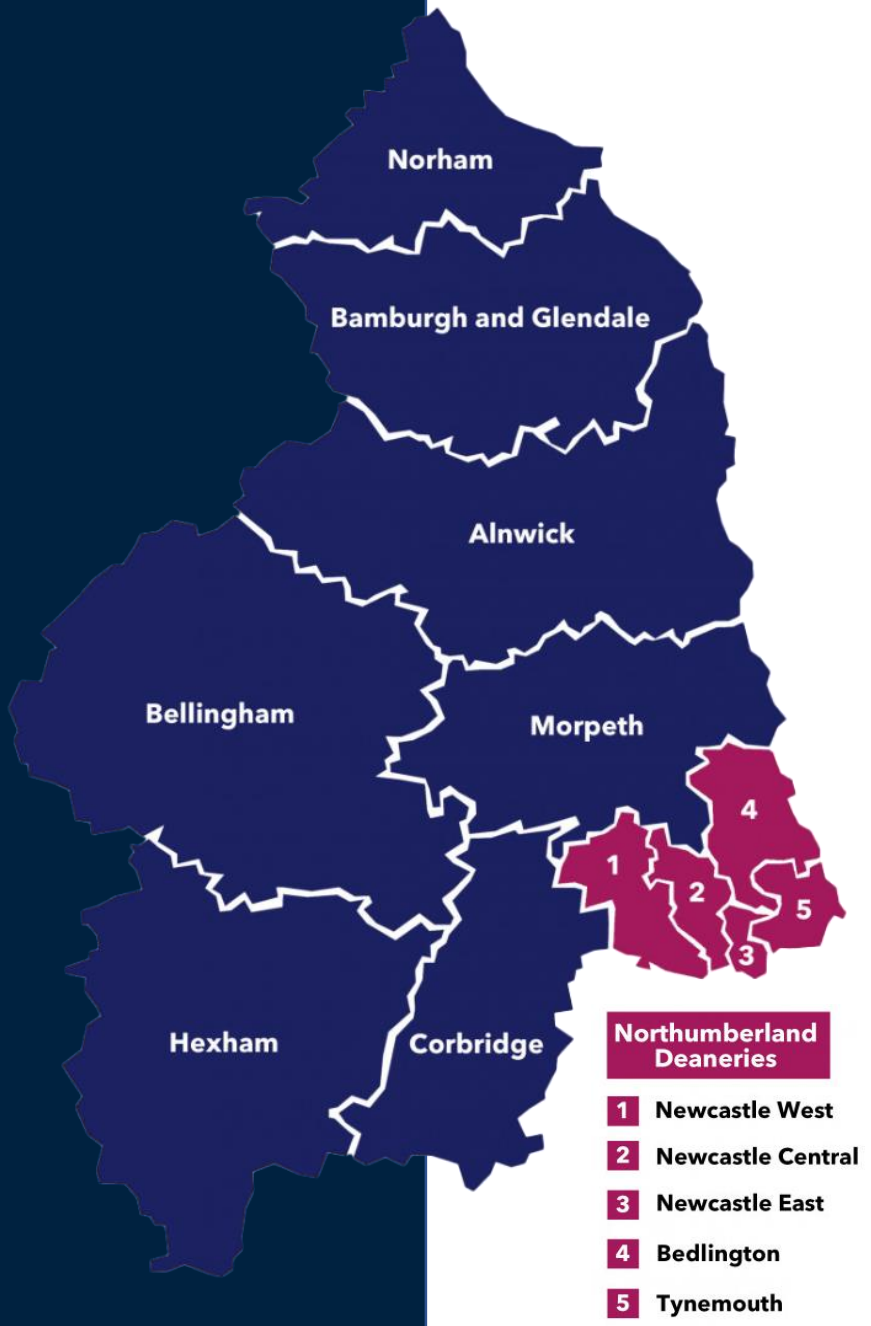 Norham
Bamburgh and Glendale
Alnwick
Bellingham
Morpeth
4
1
2
5
3
Hexham
Corbridge
Northumberland
Deaneries
1 Newcastle West
2 Newcastle Central
3 Newcastle East
4 Bedlington
5 Tynemouth